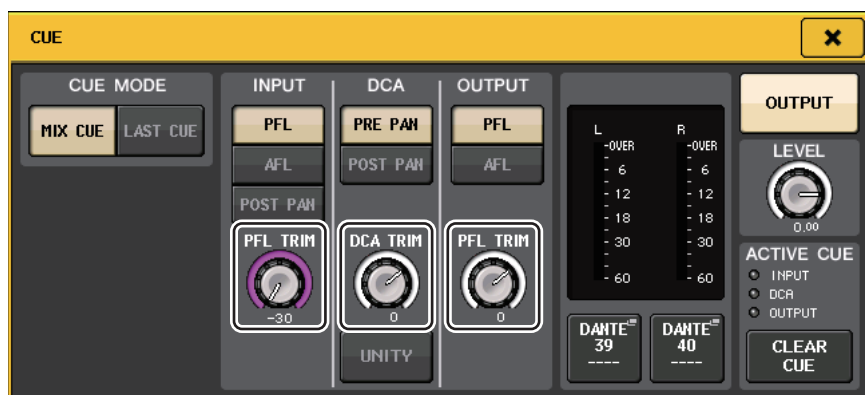 CUE
CUE MODE
MIX CUE
LAST CUE
INPUT
PFL
AFL
POST PAN
PFL TRIM
-30
DCA
PRE PAN
POST PAN
DCA TRIM
0
UNITY
OUTPUT
PFL
AFL
PFL TRIM
0
L
-OVER
- 6
- 12
- 18
- 30
- 60
R
-OVER
- 6
- 12
- 18
- 30
- 60
DANTE
39
----
DANTE
40
----
OUTPUT
LEVEL
0.00
ACTIVE CUE
INPUT
DCA
OUTPUT
CLEAR
CUE